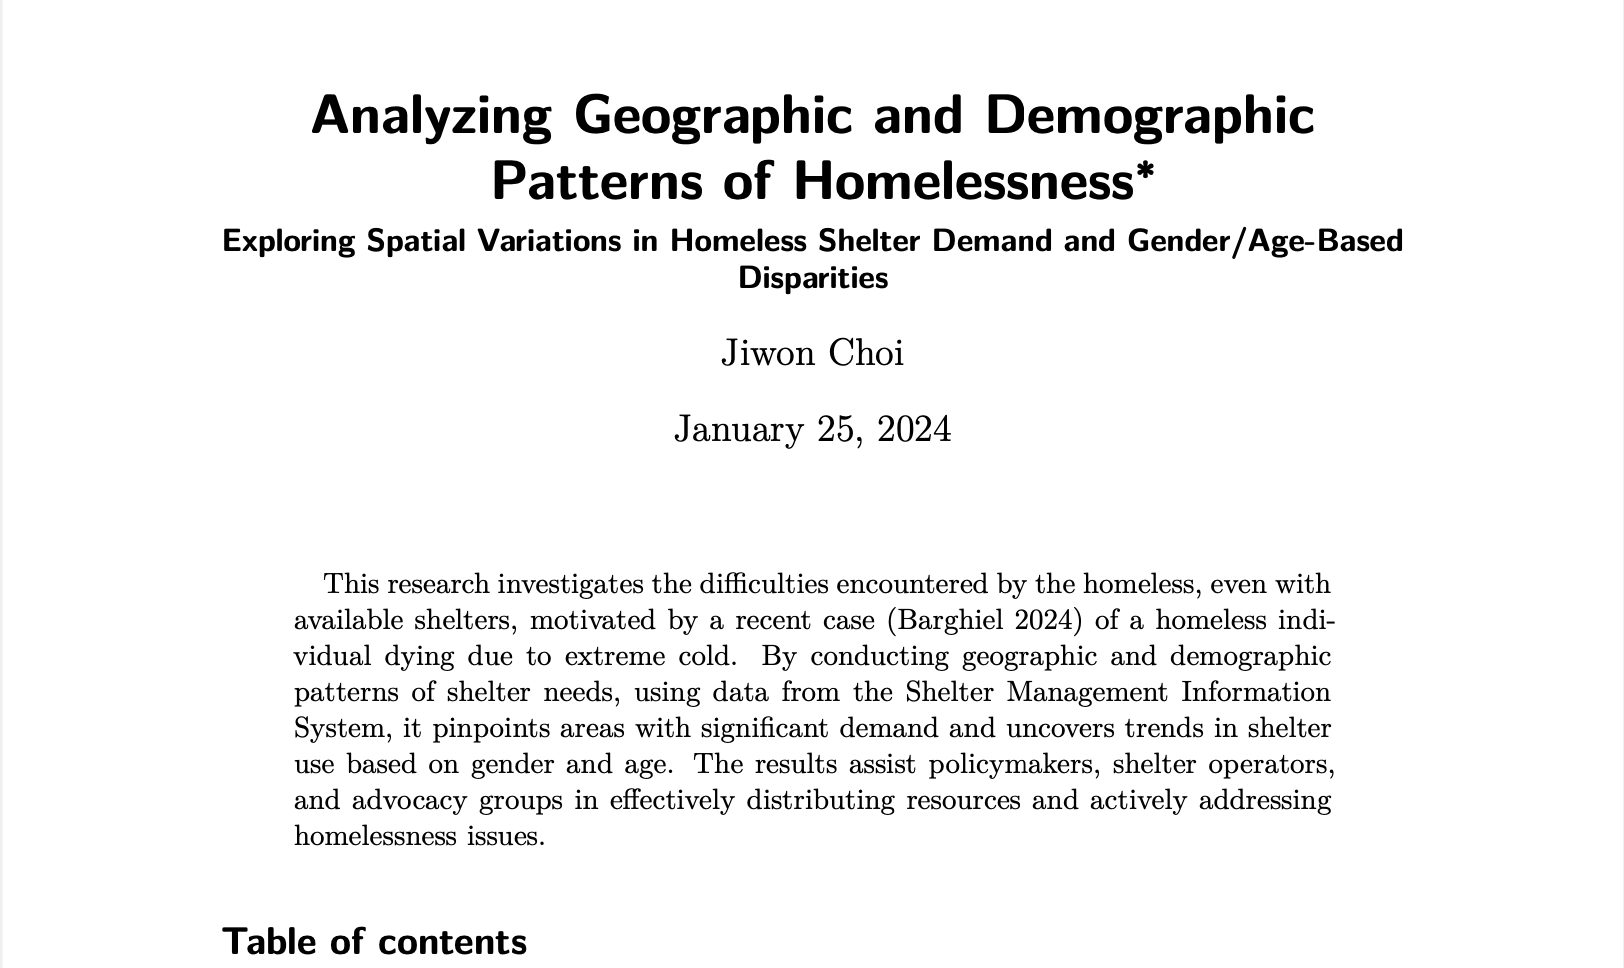 Analyzing Geographic and Demographic
Patterns of Homelessness*
Exploring Spatial Variations in Homeless Shelter Demand and Gender/Age-Based
Disparities
Jiwon Choi
January 25, 2024
This research investigates the difficulties encountered by the homeless, even with
available shelters, motivated by a recent case (Barghiel 2024) of a homeless indi-
vidual dying due to extreme cold. By conducting geographic and demographic
patterns of shelter needs, using data from the Shelter Management Information
System, it pinpoints areas with significant demand and uncovers trends in shelter
use based on gender and age. The results assist policymakers, shelter operators,
and advocacy groups in effectively distributing resources and actively addressing
homelessness issues.
Table of contents